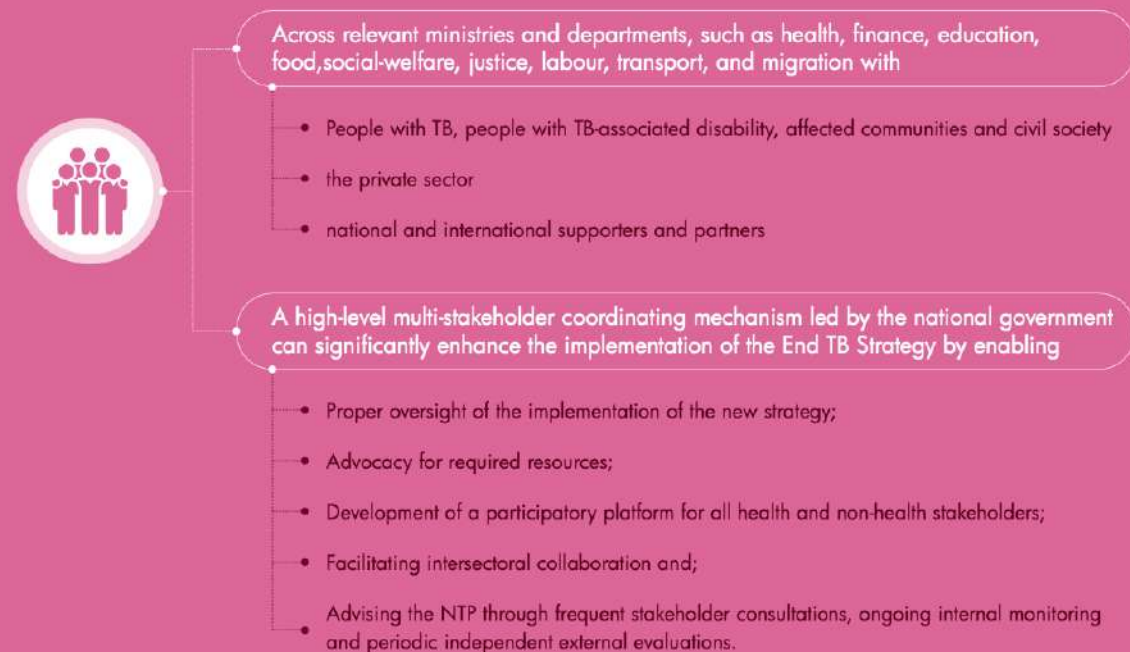 Across relevant ministries and departments, such as health, finance, education,
food,social-welfare, justice, labour, transport, and migration with
People with TB, people with TB-associated disability, affected communities and civil society
the private sector
national and international supporters and partners
A high-level multi-stakeholder coordinating mechanism led by the national government
can significantly enhance the implementation of the End TB Strategy by enabling
Proper oversight of the implementation of the new strategy;
Advocacy for required resources;
Development of a participatory platform for all health and non-health stakeholders;
Facilitating intersectoral collaboration and;
Advising the NTP through frequent stakeholder consultations, ongoing internal monitoring
and periodic independent external evaluations.